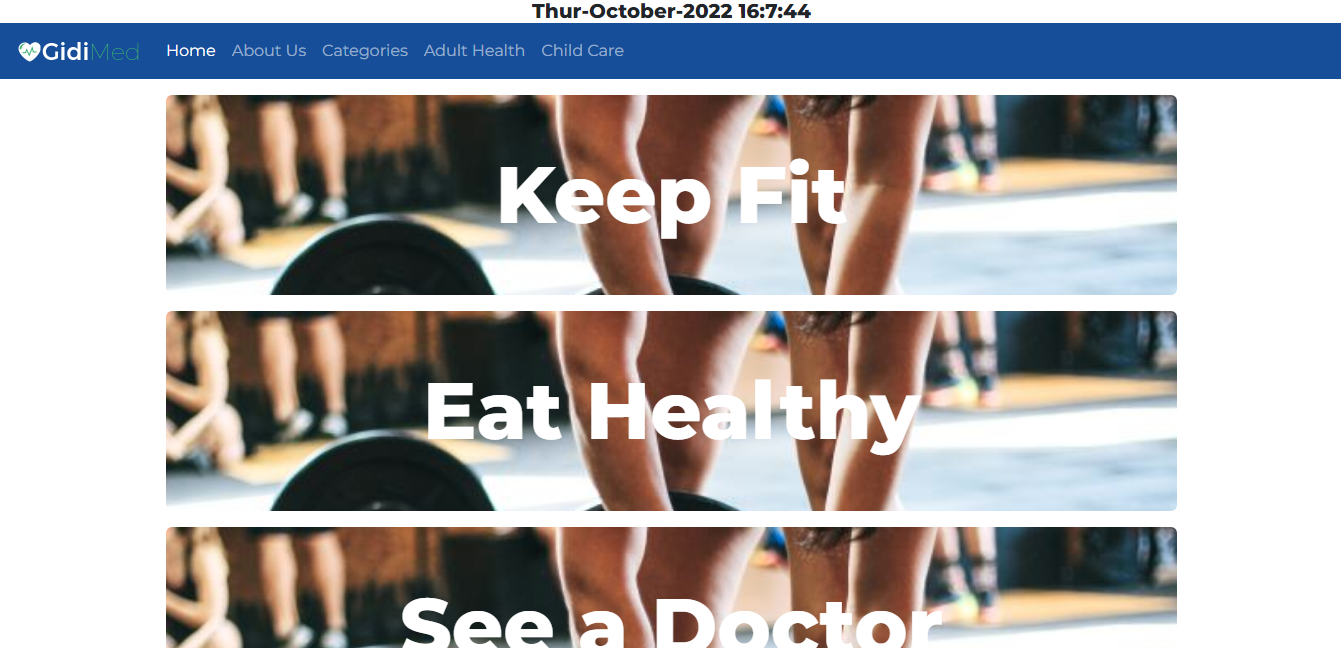 Thur-October-2022 16:7:44
GidiMed Home About Us Categories Adult Health Child Care
Keep Fit
Eat Healthy
See a Doctor